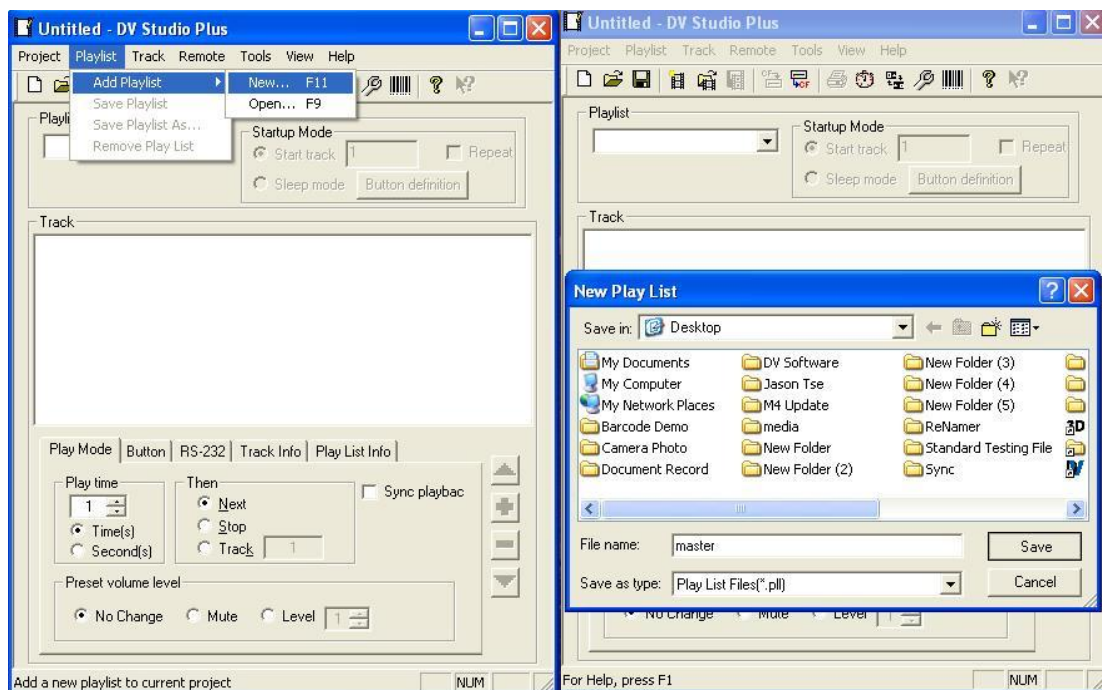 Untitled - DV Studio Plus
Project Playlist Track Remote Tools View Help
Add Playlist
Save Playlist
Save Playlist As...
Remove Play List
New... F11
Open... F9
Playli
Startup Mode
Start track 1 Repeat
Sleep mode Button definition
Track
Play Mode Button RS-232 Track Info Play List Info
Play time
1
Time(s)
Second(s)
Then
Next
Stop
Track 1
Sync playbac
Preset volume level
No Change Mute Level 1
Add a new playlist to current project NUM
Untitled - DV Studio Plus
Project Playlist Track Remote Tools View Help
Playlist
Startup Mode
Start track 1 Repeat
Sleep mode Button definition
Track
New Play List
Save in: Desktop
My Documents
My Computer
My Network Places
Barcode Demo
Camera Photo
Document Record
DV Software
Jason Tse
M4 Update
media
New Folder
New Folder (2)
New Folder (3)
New Folder (4)
New Folder (5)
ReNamer
Standard Testing File
Sync
3D
File name: master Save
Save as type: Play List Files(*.pll) Cancel
No Change Mute Level 1
For Help, press F1 NUM